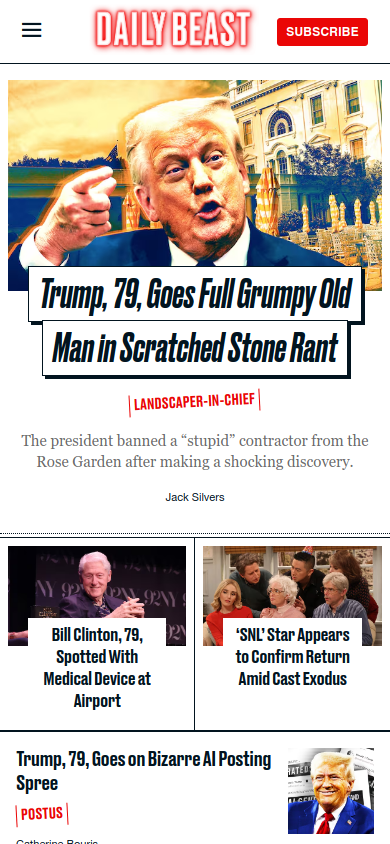 DAILY BEAST
SUBSCRIBE
Trump, 79, Goes Full Grumpy Old
Man in Scratched Stone Rant
LANDSCAPER-IN-CHIEF
The president banned a “stupid” contractor from the
Rose Garden after making a shocking discovery.
Jack Silvers
92NY
Bill Clinton, 79,
Spotted With
Medical Device at
Airport
‘SNL’ Star Appears
to Confirm Return
Amid Cast Exodus
Trump, 79, Goes on Bizarre AI Posting
Spree
POSTUS